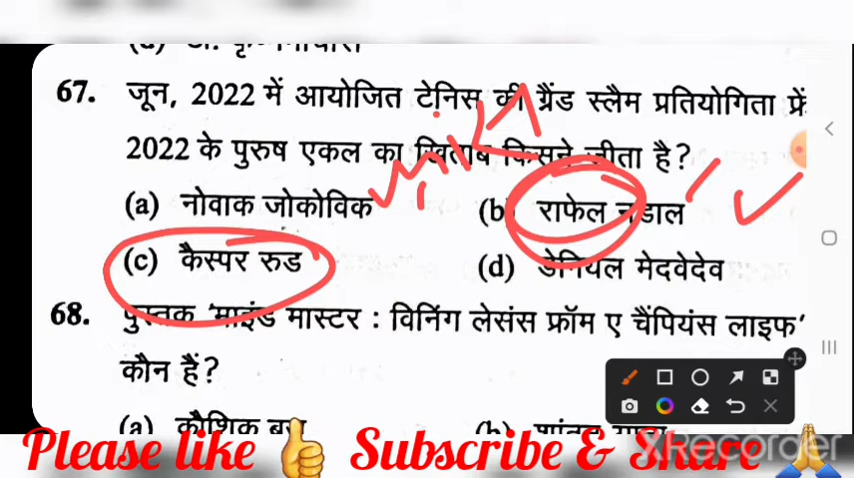 67. जून, 2022 में आयोजित टेनिस की ग्रैंड स्लैम प्रतियोगिता
2022 के पुरुष एकल का खिताब किसने जीता है?
(a) नोवाक जोकोविक (b) राफेल नडाल
(c) कैस्पर रुड (d) डेनियल मेदवेदेव
68. पुस्तक 'माइंड मास्टर : विनिंग लेसंस फ्रॉम ए चैंपियंस लाइफ'
कौन हैं?
(a) कौशिक
Please like Subscribe & Share
XRecorder